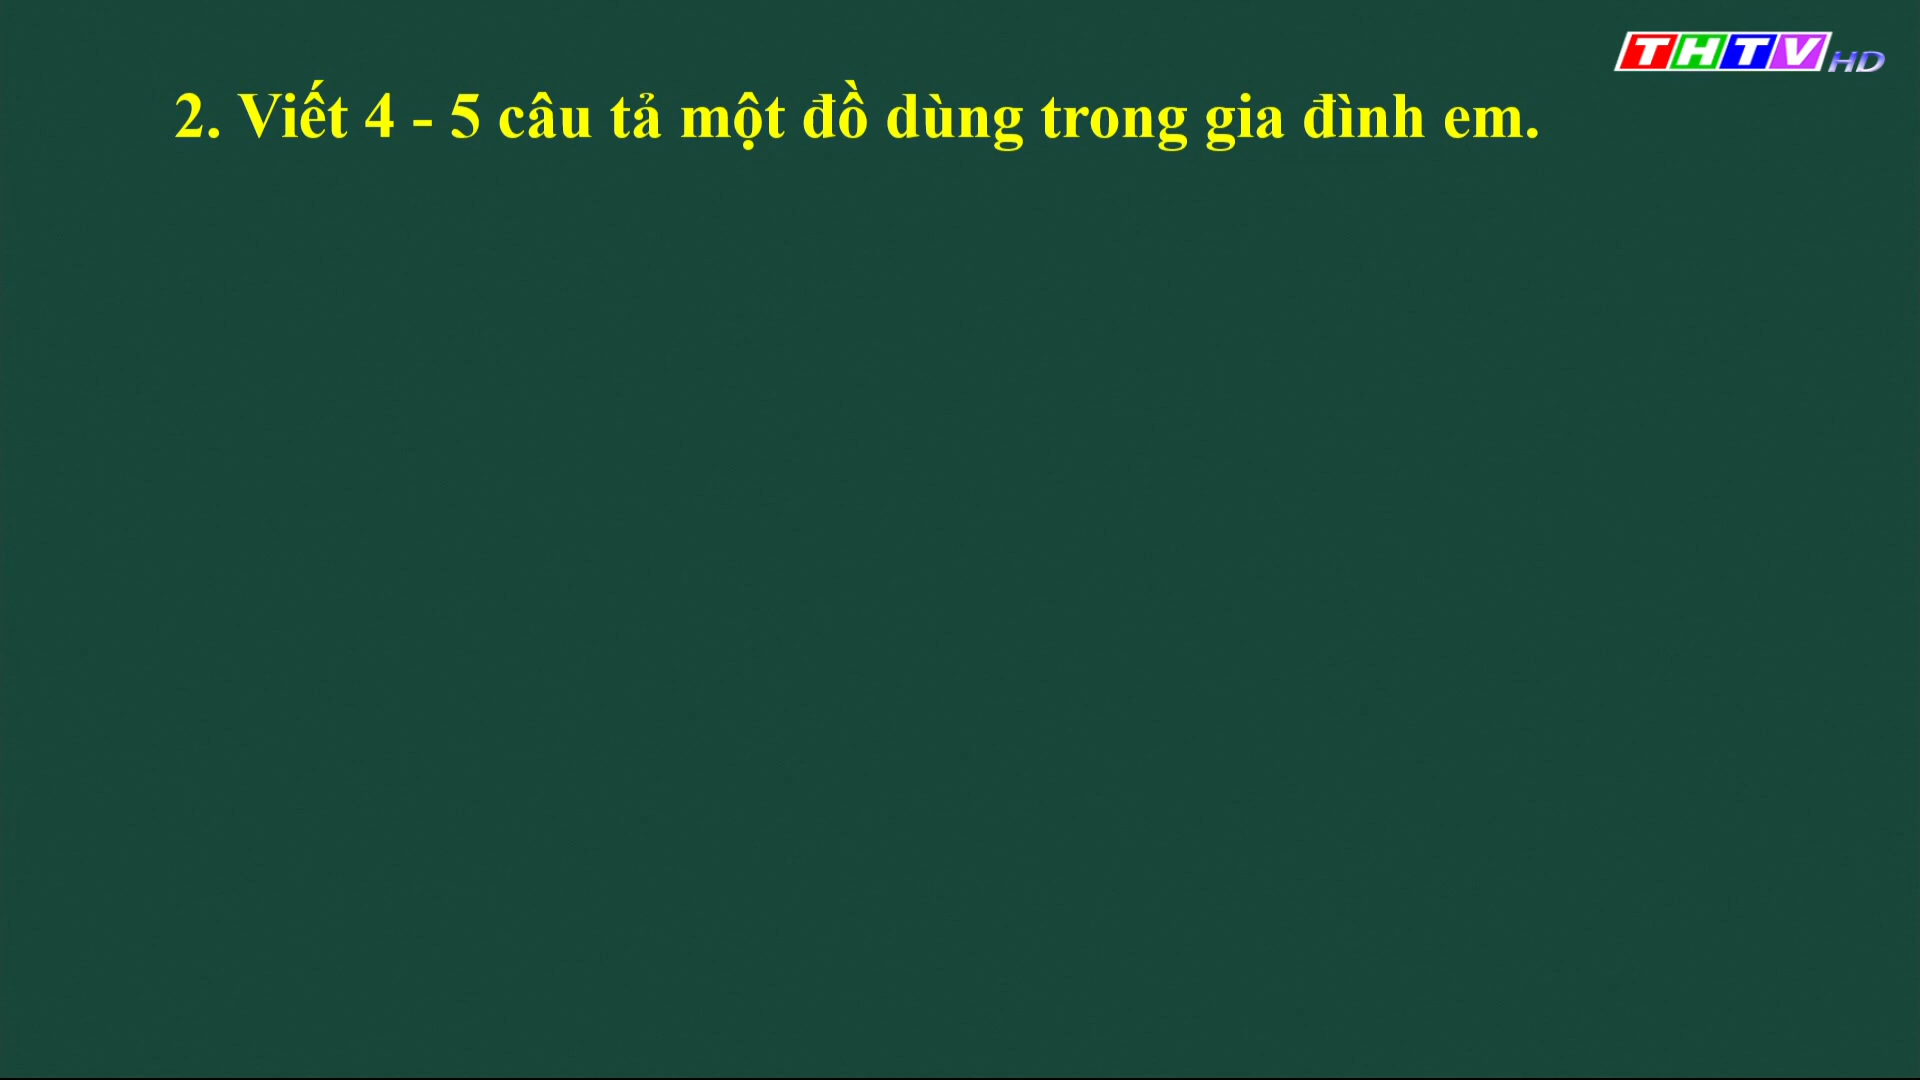 THTV HD
2. Viết 4 - 5 câu tả một đồ dùng trong gia đình em.